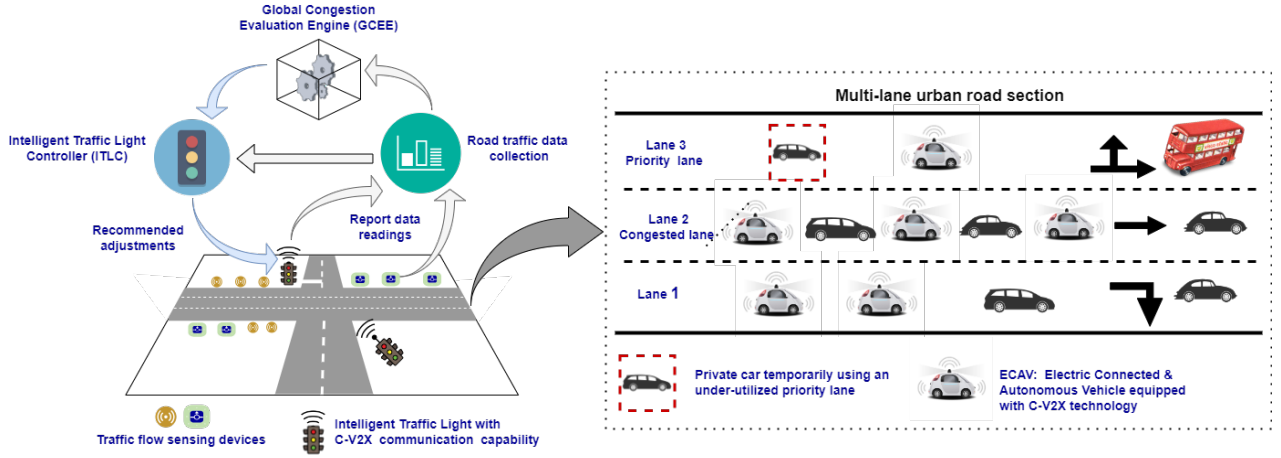 Global Congestion
Evaluation Engine (GCEE)
Intelligent Traffic Light
Controller (ITLC)
Road traffic data
collection
Recommended
adjustments
Report data
readings
Traffic flow sensing devices
Intelligent Traffic Light with
C-V2X communication capability
Multi-lane urban road section
Lane 3
Priority lane
Lane 2
Congested lane
Lane 1
Private car temporarily using an
under-utilized priority lane
ECAV: Electric Connected &
Autonomous Vehicle equipped
with C-V2X technology